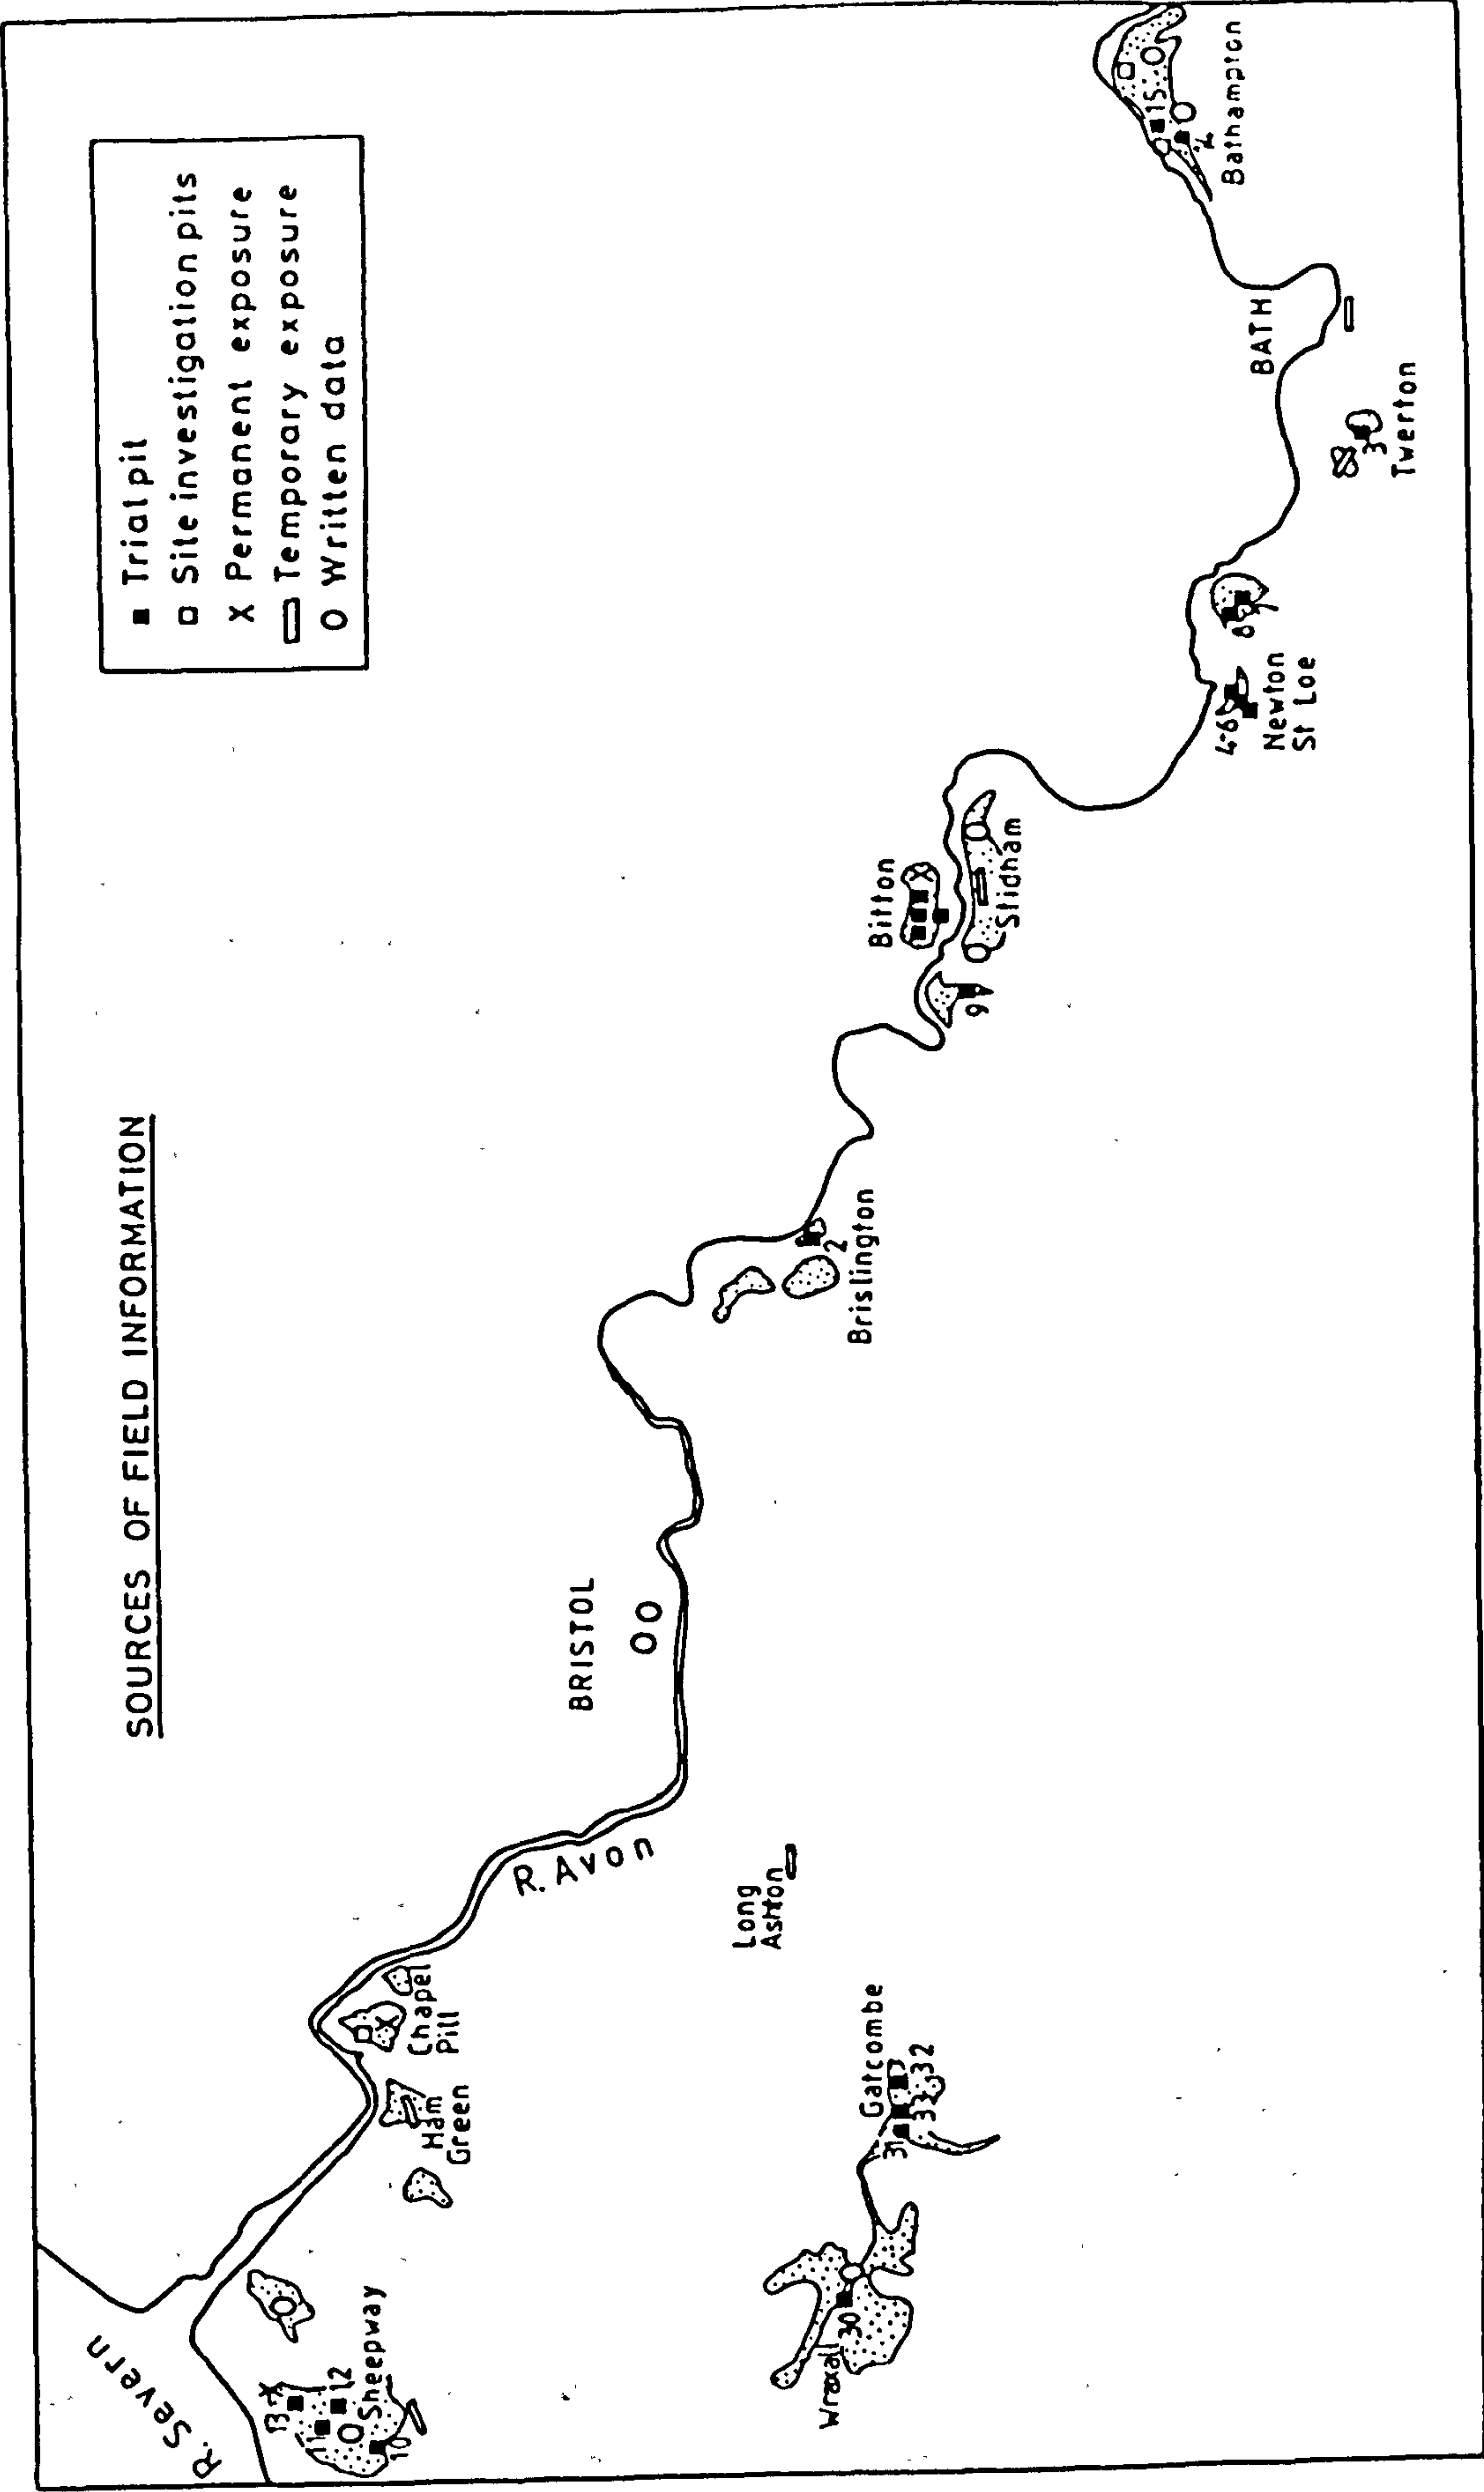 SOURCES OF FIELD INFORMATION
Trial pit
Site investigation pits
X Permanent exposure
Temporary exposure
O Written data
R. Severn
13
12
11
10
Sheepway
Ham
Green
Chapel
Pill
R. Avon
BRISTOL
Long
Ashton
Wraxal
30
Gatcombe
31
33
32
Brislington
2
9
Bitton
Stidham
4-6
Newton
St Loe
8
7
3
Twerton
BATH
15
Bathampton